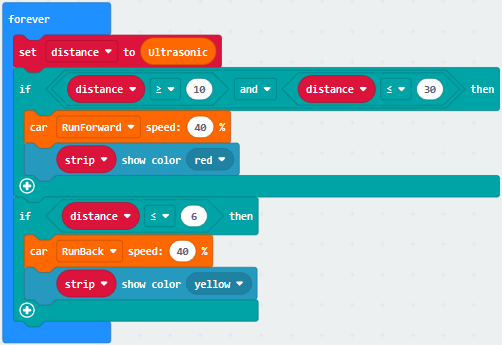 forever
set distance to Ultrasonic
if distance ≥ 10 and distance ≤ 30 then
car RunForward speed: 40 %
strip show color red
if distance ≤ 6 then
car RunBack speed: 40 %
strip show color yellow